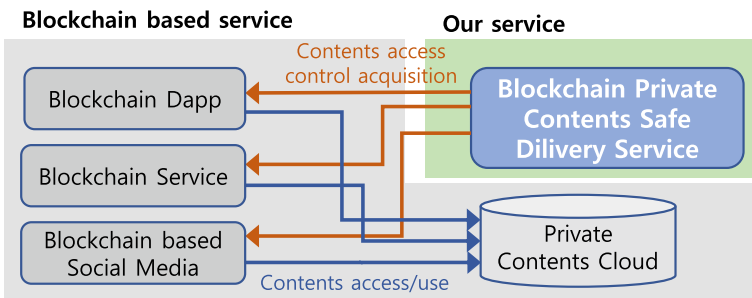 Blockchain based service
Our service
Contents access
control acquisition
Blockchain Dapp
Blockchain Private
Contents Safe
Dilivery Service
Blockchain Service
Blockchain based
Social Media
Private
Contents Cloud
Contents access/use